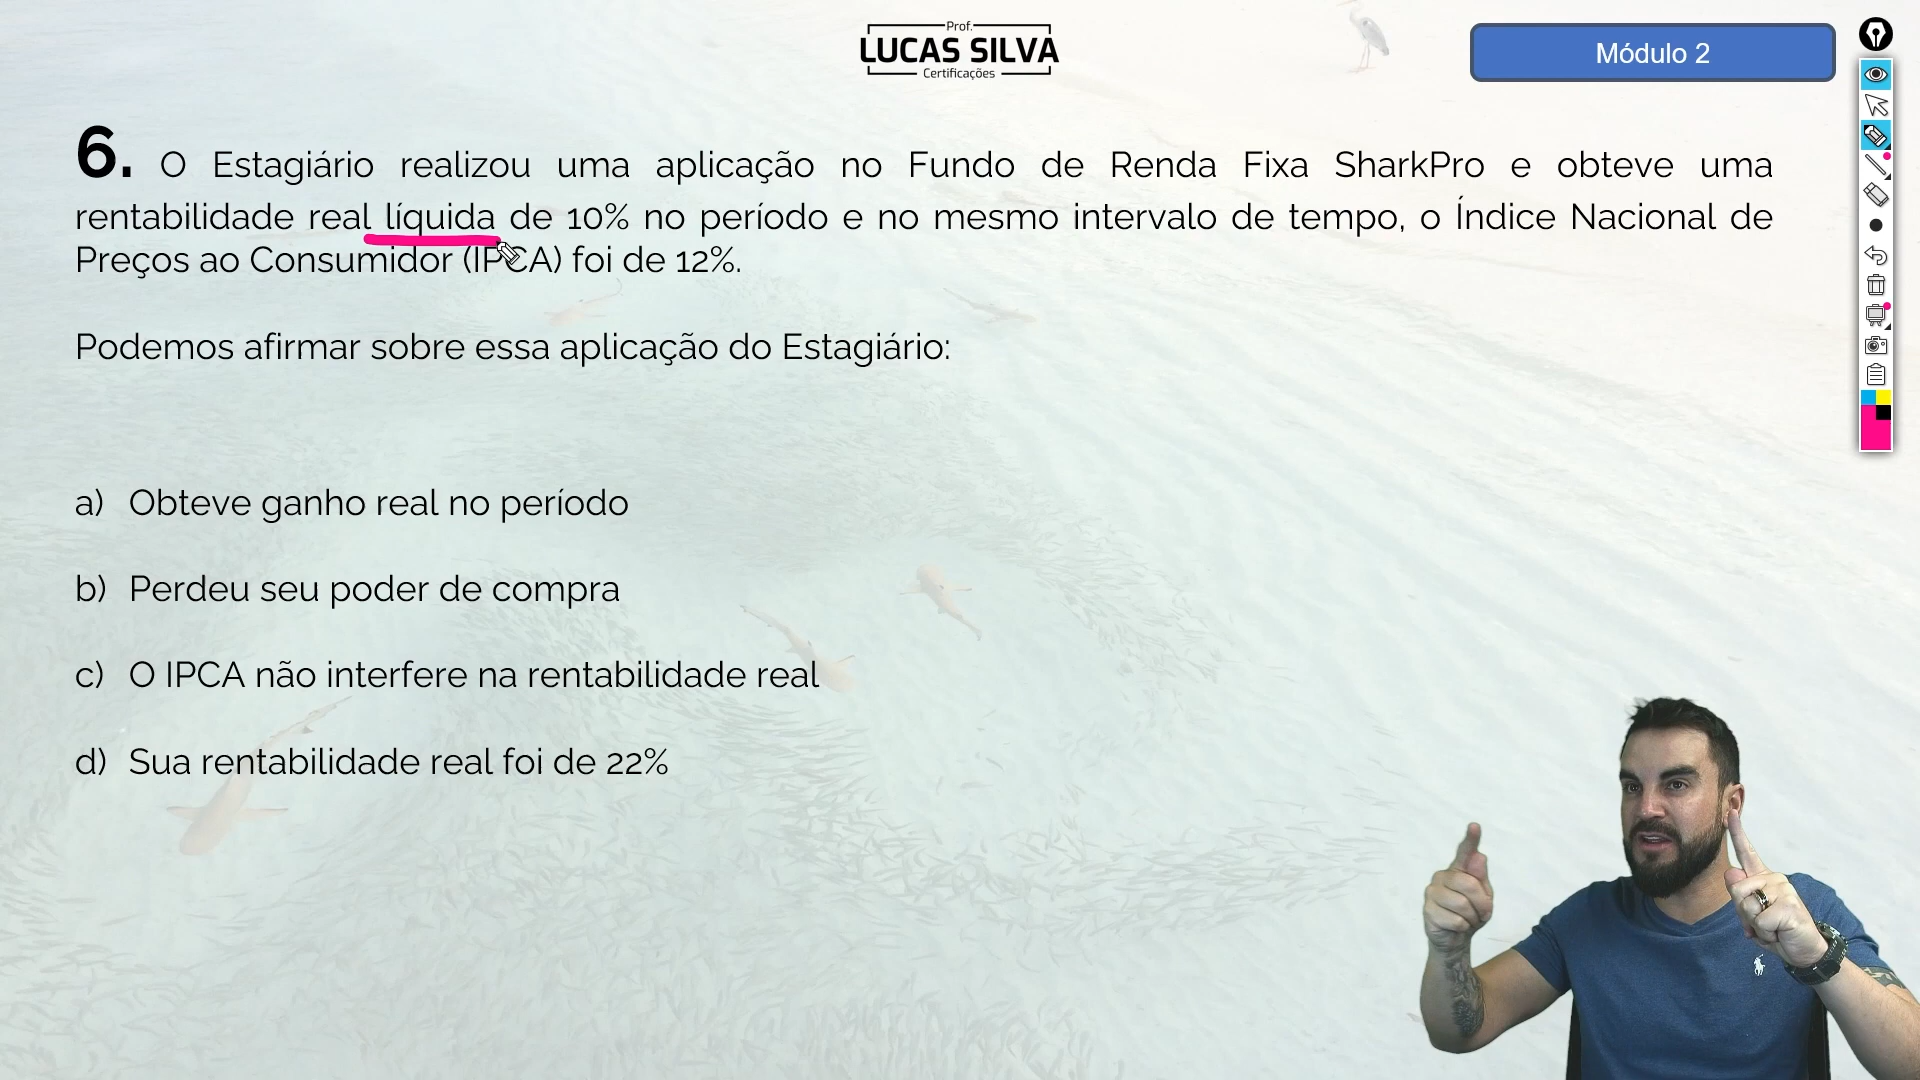 Prof.
LUCAS SILVA
Certificações
Módulo 2
6. O Estagiário realizou uma aplicação no Fundo de Renda Fixa SharkPro e obteve uma
rentabilidade real líquida de 10% no período e no mesmo intervalo de tempo, o Índice Nacional de
Preços ao Consumidor (IPCA) foi de 12%.
Podemos afirmar sobre essa aplicação do Estagiário:
a) Obteve ganho real no período
b) Perdeu seu poder de compra
c) O IPCA não interfere na rentabilidade real
d) Sua rentabilidade real foi de 22%